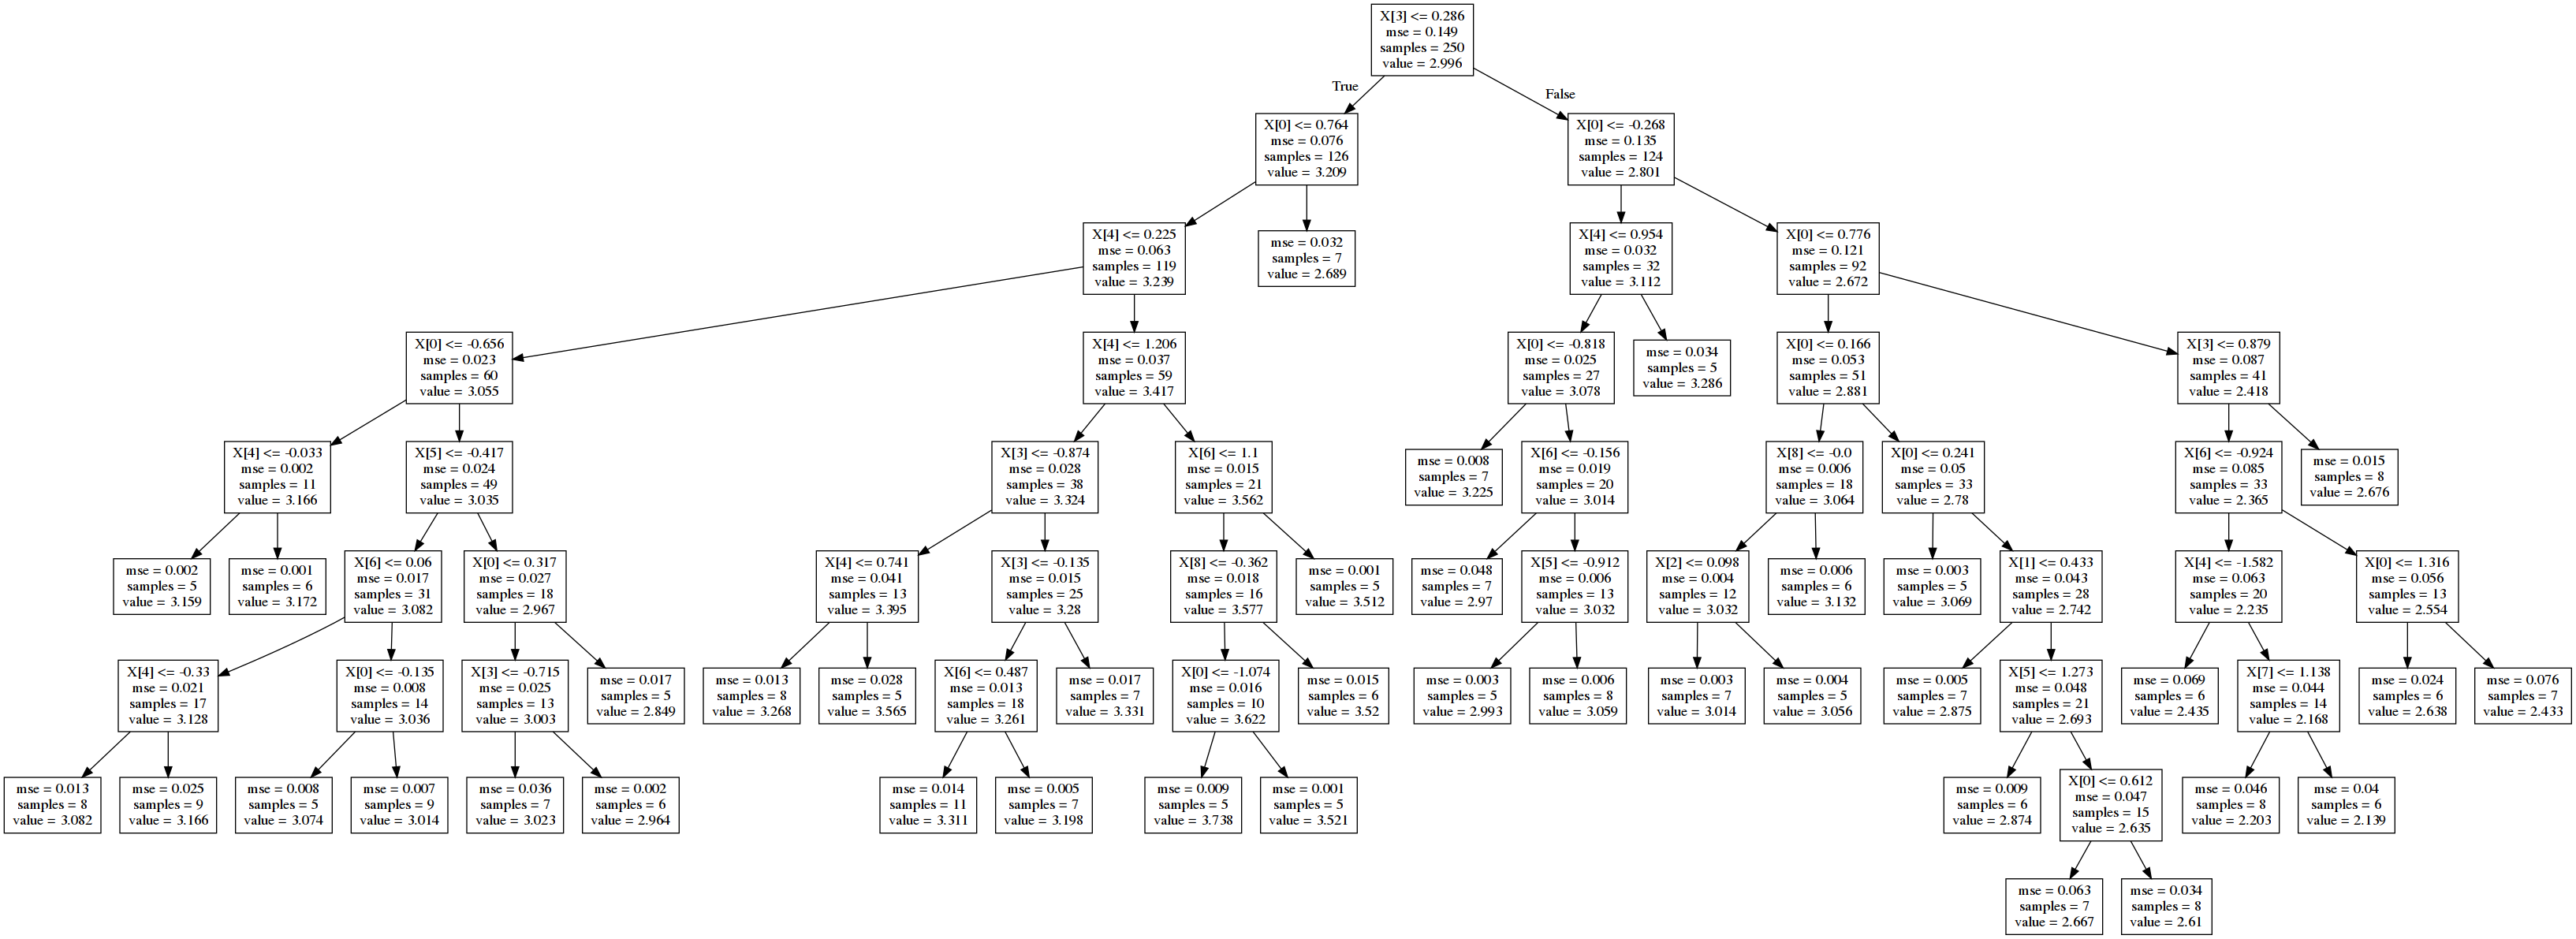 X[3] <= 0.286
mse = 0.149
samples = 250
value = 2.996
True
False
X[0] <= 0.764
mse = 0.076
samples = 126
value = 3.209
X[0] <= -0.268
mse = 0.135
samples = 124
value = 2.801
X[4] <= 0.225
mse = 0.063
samples = 119
value = 3.239
mse = 0.032
samples = 7
value = 2.689
X[4] <= 0.954
mse = 0.032
samples = 32
value = 3.112
X[0] <= 0.776
mse = 0.121
samples = 92
value = 2.672
X[0] <= -0.656
mse = 0.023
samples = 60
value = 3.055
X[4] <= 1.206
mse = 0.037
samples = 59
value = 3.417
X[0] <= -0.818
mse = 0.025
samples = 27
value = 3.078
mse = 0.034
samples = 5
value = 3.286
X[0] <= 0.166
mse = 0.053
samples = 51
value = 2.881
X[3] <= 0.879
mse = 0.087
samples = 41
value = 2.418
X[4] <= -0.033
mse = 0.002
samples = 11
value = 3.166
X[5] <= -0.417
mse = 0.024
samples = 49
value = 3.035
X[3] <= -0.874
mse = 0.028
samples = 38
value = 3.324
X[6] <= 1.1
mse = 0.015
samples = 21
value = 3.562
mse = 0.008
samples = 7
value = 3.225
X[6] <= -0.156
mse = 0.019
samples = 20
value = 3.014
X[8] <= -0.0
mse = 0.006
samples = 18
value = 3.064
X[0] <= 0.241
mse = 0.05
samples = 33
value = 2.78
X[6] <= -0.924
mse = 0.085
samples = 33
value = 2.365
mse = 0.015
samples = 8
value = 2.676
mse = 0.002
samples = 5
value = 3.159
mse = 0.001
samples = 6
value = 3.172
X[6] <= 0.06
mse = 0.017
samples = 31
value = 3.082
X[0] <= 0.317
mse = 0.027
samples = 18
value = 2.967
X[4] <= 0.741
mse = 0.041
samples = 13
value = 3.395
X[3] <= -0.135
mse = 0.015
samples = 25
value = 3.28
X[8] <= -0.362
mse = 0.018
samples = 16
value = 3.577
mse = 0.001
samples = 5
value = 3.512
mse = 0.048
samples = 7
value = 2.97
X[5] <= -0.912
mse = 0.006
samples = 13
value = 3.032
X[2] <= 0.098
mse = 0.004
samples = 12
value = 3.032
mse = 0.006
samples = 6
value = 3.132
mse = 0.003
samples = 5
value = 3.069
X[1] <= 0.433
mse = 0.043
samples = 28
value = 2.742
X[4] <= -1.582
mse = 0.063
samples = 20
value = 2.235
X[0] <= 1.316
mse = 0.056
samples = 13
value = 2.554
X[4] <= -0.33
mse = 0.021
samples = 17
value = 3.128
X[0] <= -0.135
mse = 0.008
samples = 14
value = 3.036
X[3] <= -0.715
mse = 0.025
samples = 13
value = 3.003
mse = 0.017
samples = 5
value = 2.849
mse = 0.013
samples = 8
value = 3.268
mse = 0.028
samples = 5
value = 3.565
X[6] <= 0.487
mse = 0.013
samples = 18
value = 3.261
mse = 0.017
samples = 7
value = 3.331
X[0] <= -1.074
mse = 0.016
samples = 10
value = 3.622
mse = 0.015
samples = 6
value = 3.52
mse = 0.003
samples = 5
value = 2.993
mse = 0.006
samples = 8
value = 3.059
mse = 0.003
samples = 7
value = 3.014
mse = 0.004
samples = 5
value = 3.056
mse = 0.005
samples = 7
value = 2.875
X[5] <= 1.273
mse = 0.048
samples = 21
value = 2.693
mse = 0.069
samples = 6
value = 2.435
X[7] <= 1.138
mse = 0.044
samples = 14
value = 2.168
mse = 0.024
samples = 6
value = 2.638
mse = 0.076
samples = 7
value = 2.433
mse = 0.013
samples = 8
value = 3.082
mse = 0.025
samples = 9
value = 3.166
mse = 0.008
samples = 5
value = 3.074
mse = 0.007
samples = 9
value = 3.014
mse = 0.036
samples = 7
value = 3.023
mse = 0.002
samples = 6
value = 2.964
mse = 0.014
samples = 11
value = 3.311
mse = 0.005
samples = 7
value = 3.198
mse = 0.009
samples = 5
value = 3.738
mse = 0.001
samples = 5
value = 3.521
mse = 0.009
samples = 6
value = 2.874
X[0] <= 0.612
mse = 0.047
samples = 15
value = 2.635
mse = 0.046
samples = 8
value = 2.203
mse = 0.04
samples = 6
value = 2.139
mse = 0.063
samples = 7
value = 2.667
mse = 0.034
samples = 8
value = 2.61